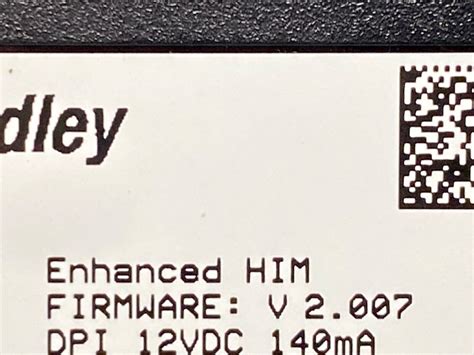 dley
Enhanced HIM
FIRMWARE: V 2.007
DPI 12VDC 140mA